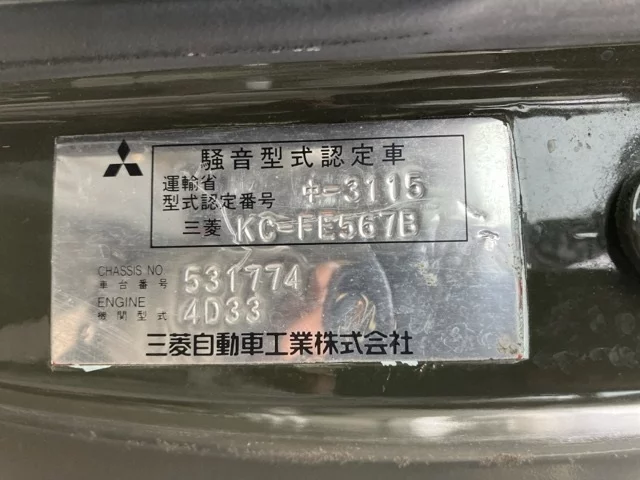 騒音型式認定車
運輸省
型式認定番号 中-3115
三菱 KC-FE567B
CHASSIS NO 531774
車台番号
ENGINE 4D33
機関型式
三菱自動車工業株式会社